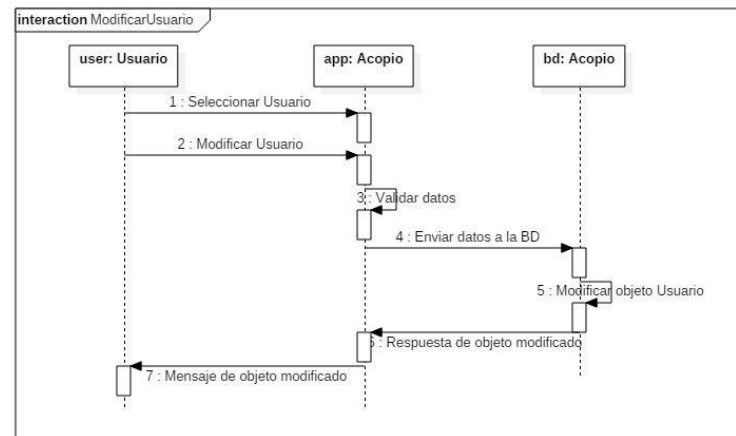 interaction ModificarUsuario
user: Usuario
app: Acopio
bd: Acopio
1 : Seleccionar Usuario
2 : Modificar Usuario
3 : Validar datos
4 : Enviar datos a la BD
5 : Modificar objeto Usuario
6 : Respuesta de objeto modificado
7 : Mensaje de objeto modificado